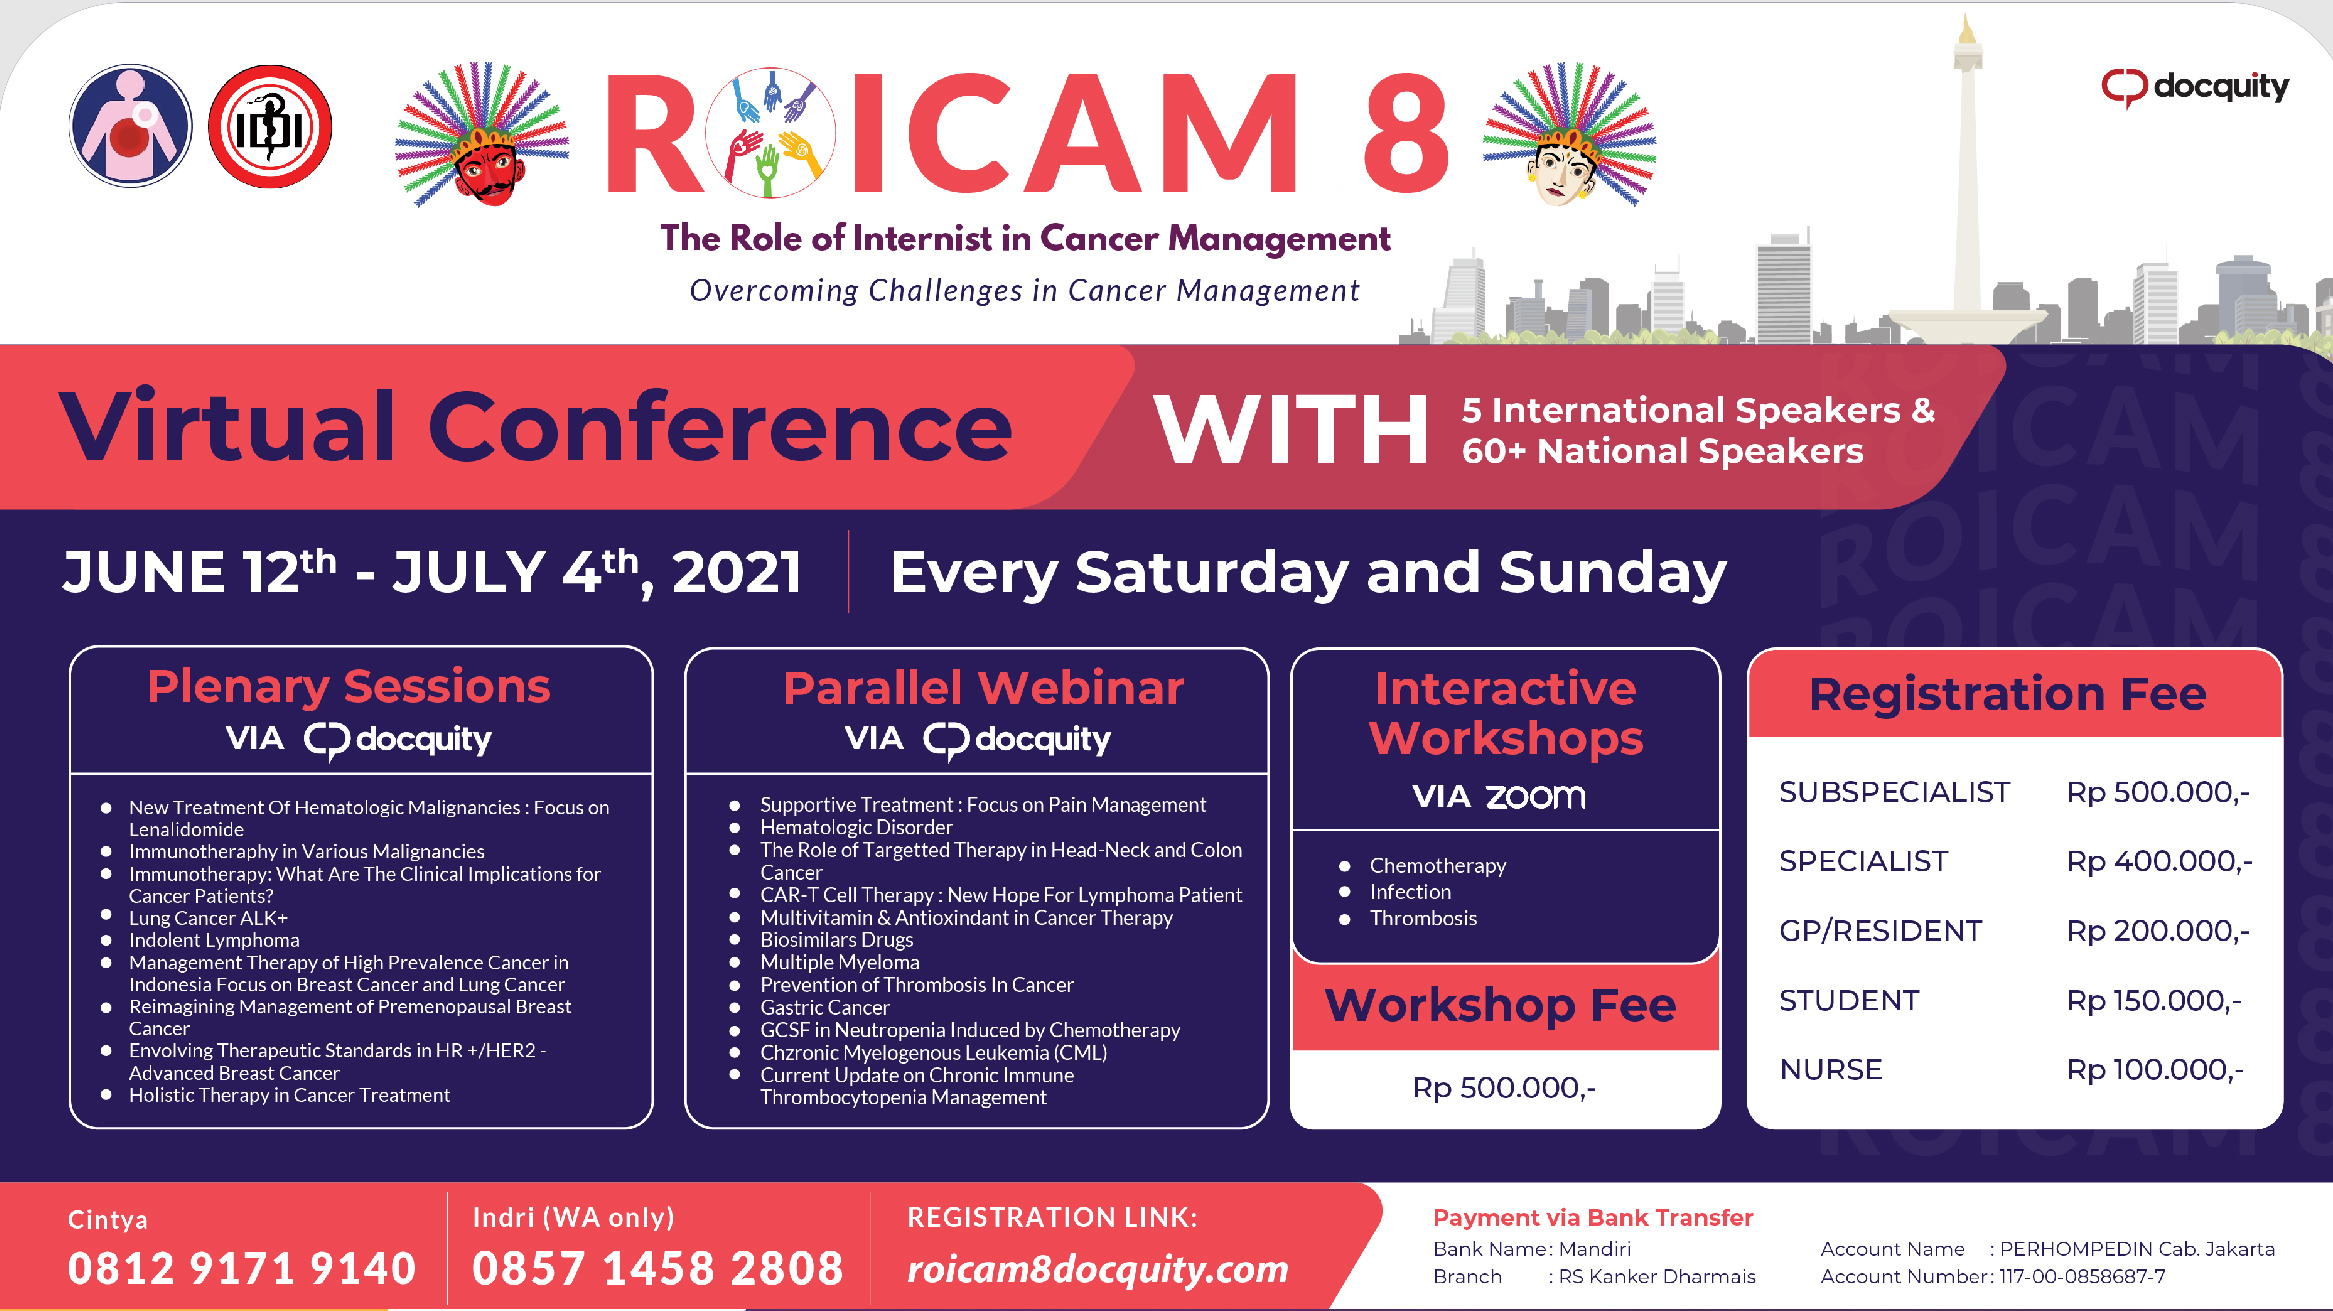 IDI
ROICAM 8
docquity
The Role of Internist in Cancer Management
Overcoming Challenges in Cancer Management
Virtual Conference
WITH
5 International Speakers &
60+ National Speakers
JUNE 12th - JULY 4th, 2021
Every Saturday and Sunday
Plenary Sessions
VIA docquity
● New Treatment Of Hematologic Malignancies : Focus on
Lenalidomide
● Immunotheraphy in Various Malignancies
● Immunotherapy: What Are The Clinical Implications for
Cancer Patients?
● Lung Cancer ALK+
● Indolent Lymphoma
● Management Therapy of High Prevalence Cancer in
Indonesia Focus on Breast Cancer and Lung Cancer
● Reimagining Management of Premenopausal Breast
Cancer
● Envolving Therapeutic Standards in HR +/HER2 -
Advanced Breast Cancer
● Holistic Therapy in Cancer Treatment
Parallel Webinar
VIA docquity
● Supportive Treatment : Focus on Pain Management
● Hematologic Disorder
● The Role of Targetted Therapy in Head-Neck and Colon
Cancer
● CAR-T Cell Therapy : New Hope For Lymphoma Patient
● Multivitamin & Antioxindant in Cancer Therapy
● Biosimilars Drugs
● Multiple Myeloma
● Prevention of Thrombosis In Cancer
● Gastric Cancer
● GCSF in Neutropenia Induced by Chemotherapy
● Chzronic Myelogenous Leukemia (CML)
● Current Update on Chronic Immune
Thrombocytopenia Management
Interactive
Workshops
VIA zoom
● Chemotherapy
● Infection
● Thrombosis
Workshop Fee
Rp 500.000,-
Registration Fee
SUBSPECIALIST Rp 500.000,-
SPECIALIST Rp 400.000,-
GP/RESIDENT Rp 200.000,-
STUDENT Rp 150.000,-
NURSE Rp 100.000,-
ROICAM 8
ROICAM 8
ROICAM 8
ROICAM 8
Cintya
0812 9171 9140
Indri (WA only)
0857 1458 2808
REGISTRATION LINK:
roicam8docquity.com
Payment via Bank Transfer
Bank Name : Mandiri
Branch : RS Kanker Dharmais
Account Name : PERHOMPEDIN Cab. Jakarta
Account Number : 117-00-0858687-7